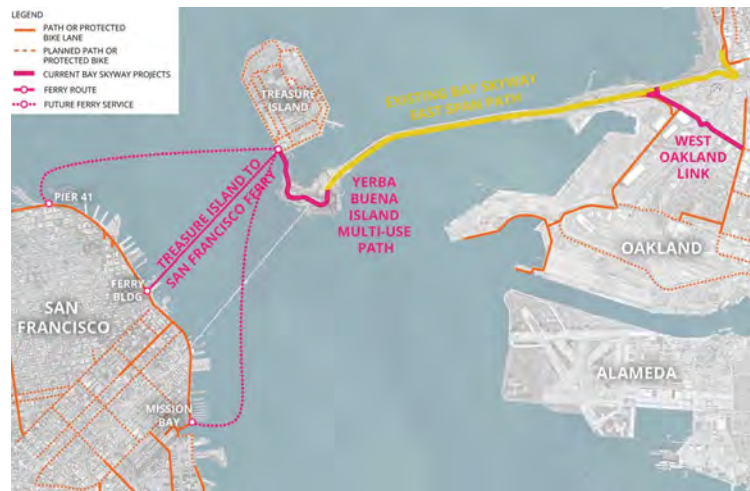 LEGEND
PATH OR PROTECTED
BIKE LANE
PLANNED PATH OR
PROTECTED BIKE
CURRENT BAY SKYWAY PROJECTS
FERRY ROUTE
FUTURE FERRY SERVICE
TREASURE
ISLAND
EXISTING BAY SKYWAY
EAST SPAN PATH
WEST
OAKLAND
LINK
PIER 41
TREASURE ISLAND TO
SAN FRANCISCO FERRY
YERBA
BUENA
ISLAND
MULTI-USE
PATH
OAKLAND
FERRY
BLDG
SAN
FRANCISCO
ALAMEDA
MISSION
BAY